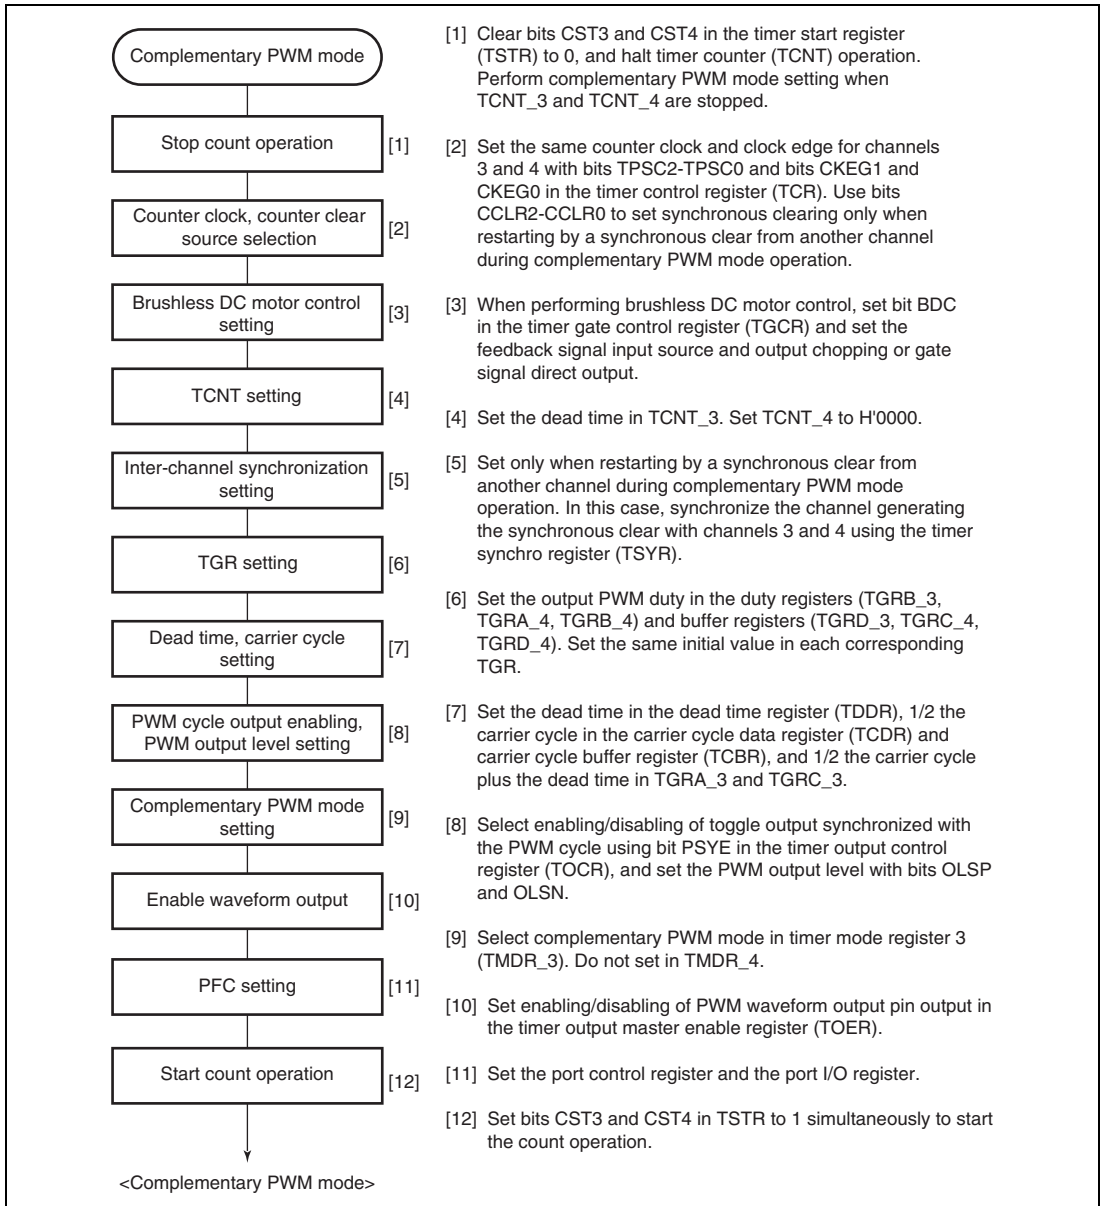 Complementary PWM mode
Stop count operation
[1]
Counter clock, counter clear
source selection
[2]
Brushless DC motor control
setting
[3]
TCNT setting
[4]
Inter-channel synchronization
setting
[5]
TGR setting
[6]
Dead time, carrier cycle
setting
[7]
PWM cycle output enabling,
PWM output level setting
[8]
Complementary PWM mode
setting
[9]
Enable waveform output
[10]
PFC setting
[11]
Start count operation
[12]
<Complementary PWM mode>
[1] Clear bits CST3 and CST4 in the timer start register
(TSTR) to 0, and halt timer counter (TCNT) operation.
Perform complementary PWM mode setting when
TCNT_3 and TCNT_4 are stopped.
[2] Set the same counter clock and clock edge for channels
3 and 4 with bits TPSC2-TPSC0 and bits CKEG1 and
CKEG0 in the timer control register (TCR). Use bits
CCLR2-CCLR0 to set synchronous clearing only when
restarting by a synchronous clear from another channel
during complementary PWM mode operation.
[3] When performing brushless DC motor control, set bit BDC
in the timer gate control register (TGCR) and set the
feedback signal input source and output chopping or gate
signal direct output.
[4] Set the dead time in TCNT_3. Set TCNT_4 to H'0000.
[5] Set only when restarting by a synchronous clear from
another channel during complementary PWM mode
operation. In this case, synchronize the channel generating
the synchronous clear with channels 3 and 4 using the timer
synchro register (TSYR).
[6] Set the output PWM duty in the duty registers (TGRB_3,
TGRA_4, TGRB_4) and buffer registers (TGRD_3, TGRC_4,
TGRD_4). Set the same initial value in each corresponding
TGR.
[7] Set the dead time in the dead time register (TDDR), 1/2 the
carrier cycle in the carrier cycle data register (TCDR) and
carrier cycle buffer register (TCBR), and 1/2 the carrier cycle
plus the dead time in TGRA_3 and TGRC_3.
[8] Select enabling/disabling of toggle output synchronized with
the PWM cycle using bit PSYE in the timer output control
register (TOCR), and set the PWM output level with bits OLSP
and OLSN.
[9] Select complementary PWM mode in timer mode register 3
(TMDR_3). Do not set in TMDR_4.
[10] Set enabling/disabling of PWM waveform output pin output in
the timer output master enable register (TOER).
[11] Set the port control register and the port I/O register.
[12] Set bits CST3 and CST4 in TSTR to 1 simultaneously to start
the count operation.